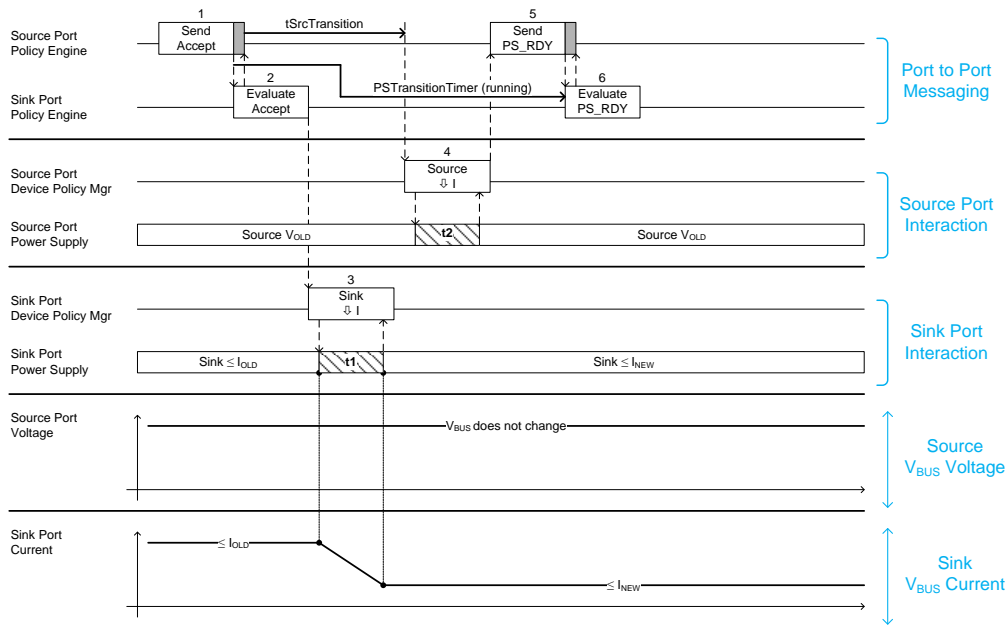 1
5
Source Port
Policy Engine
Send
Accept
tSrcTransition
Send
PS_RDY
2
6
Sink Port
Policy Engine
Evaluate
Accept
PSTransitionTimer (running)
Evaluate
PS_RDY
Port to Port
Messaging
4
Source Port
Device Policy Mgr
Source
⇩ I
Source Port
Power Supply
Source VOLD
t2
Source VOLD
Source Port
Interaction
3
Sink Port
Device Policy Mgr
Sink
⇩ I
Sink Port
Power Supply
Sink ≤ IOLD
t1
Sink ≤ INEW
Sink Port
Interaction
Source Port
Voltage
VBUS does not change
Source
VBUS Voltage
Sink Port
Current
≤ IOLD
≤ INEW
Sink
VBUS Current